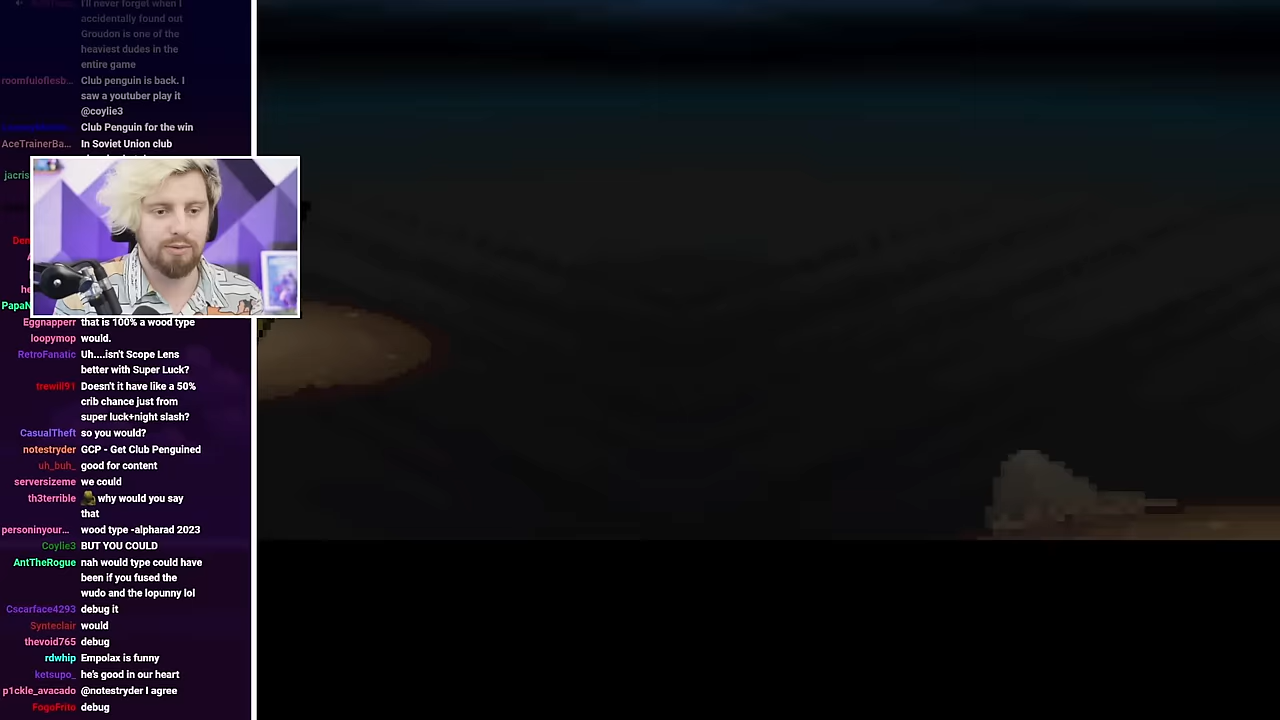 I'll never forget when I
accidentally found out
Groudon is one of the
heaviest dudes in the
entire game
roomfuloflesb... Club penguin is back. I
saw a youtuber play it
@coylie3
Club Penguin for the win
AceTrainerBa... In Soviet Union club
jacris
Den
he
PapaN
Eggnapperr that is 100% a wood type
loopymop would.
RetroFanatic Uh....isn't Scope Lens
better with Super Luck?
trewill91 Doesn't it have like a 50%
crib chance just from
super luck+night slash?
CasualTheft so you would?
notestryder GCP - Get Club Penguined
uh_buh_ good for content
serversizeme we could
th3terrible why would you say
that
personinyour... wood type -alpharad 2023
Coylie3 BUT YOU COULD
AntTheRogue nah would type could have
been if you fused the
wudo and the lopunny lol
Cscarface4293 debug it
Synteclair would
thevoid765 debug
rdwhip Empolax is funny
ketsupo_ he's good in our heart
p1ckle_avacado @notestryder I agree
FogoFrito debug